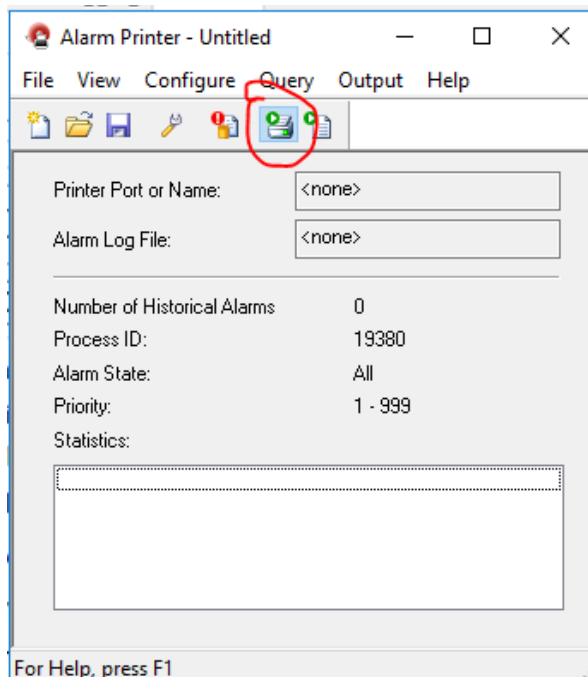 Alarm Printer - Untitled
File View Configure Query Output Help
Printer Port or Name: <none>
Alarm Log File: <none>
Number of Historical Alarms 0
Process ID: 19380
Alarm State: All
Priority: 1 - 999
Statistics:
For Help, press F1